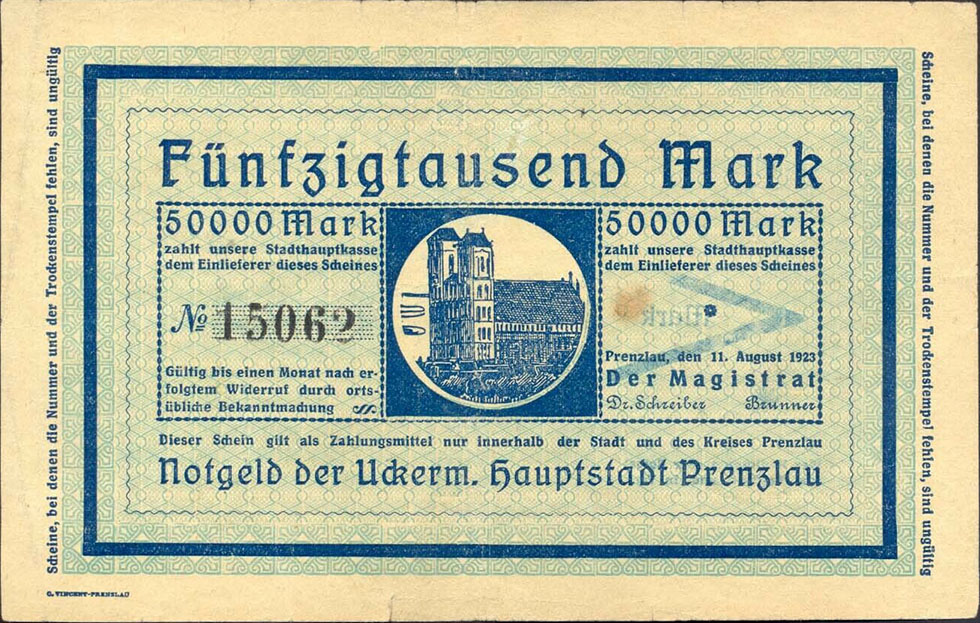 Fünfzigtausend Mark
50000 Mark
zahlt unsere Stadthauptkasse
dem Einlieferer dieses Scheines
№ 15062
Gültig bis einen Monat nach er-
folgtem Widerruf durch orts-
übliche Bekanntmachung
50000 Mark
zahlt unsere Stadthauptkasse
dem Einlieferer dieses Scheines
Mark
Prenzlau, den 11. August 1923
Der Magistrat
Dr. Schreiber Brunner
Dieser Schein gilt als Zahlungsmittel nur innerhalb der Stadt und des Kreises Prenzlau
Notgeld der Uckerm. Hauptstadt Prenzlau
Scheine, bei denen die Nummer und der Trockenstempel fehlen, sind ungültig
Scheine, bei denen die Nummer und der Trockenstempel fehlen, sind ungültig
C. VINCENT-PRENZLAU